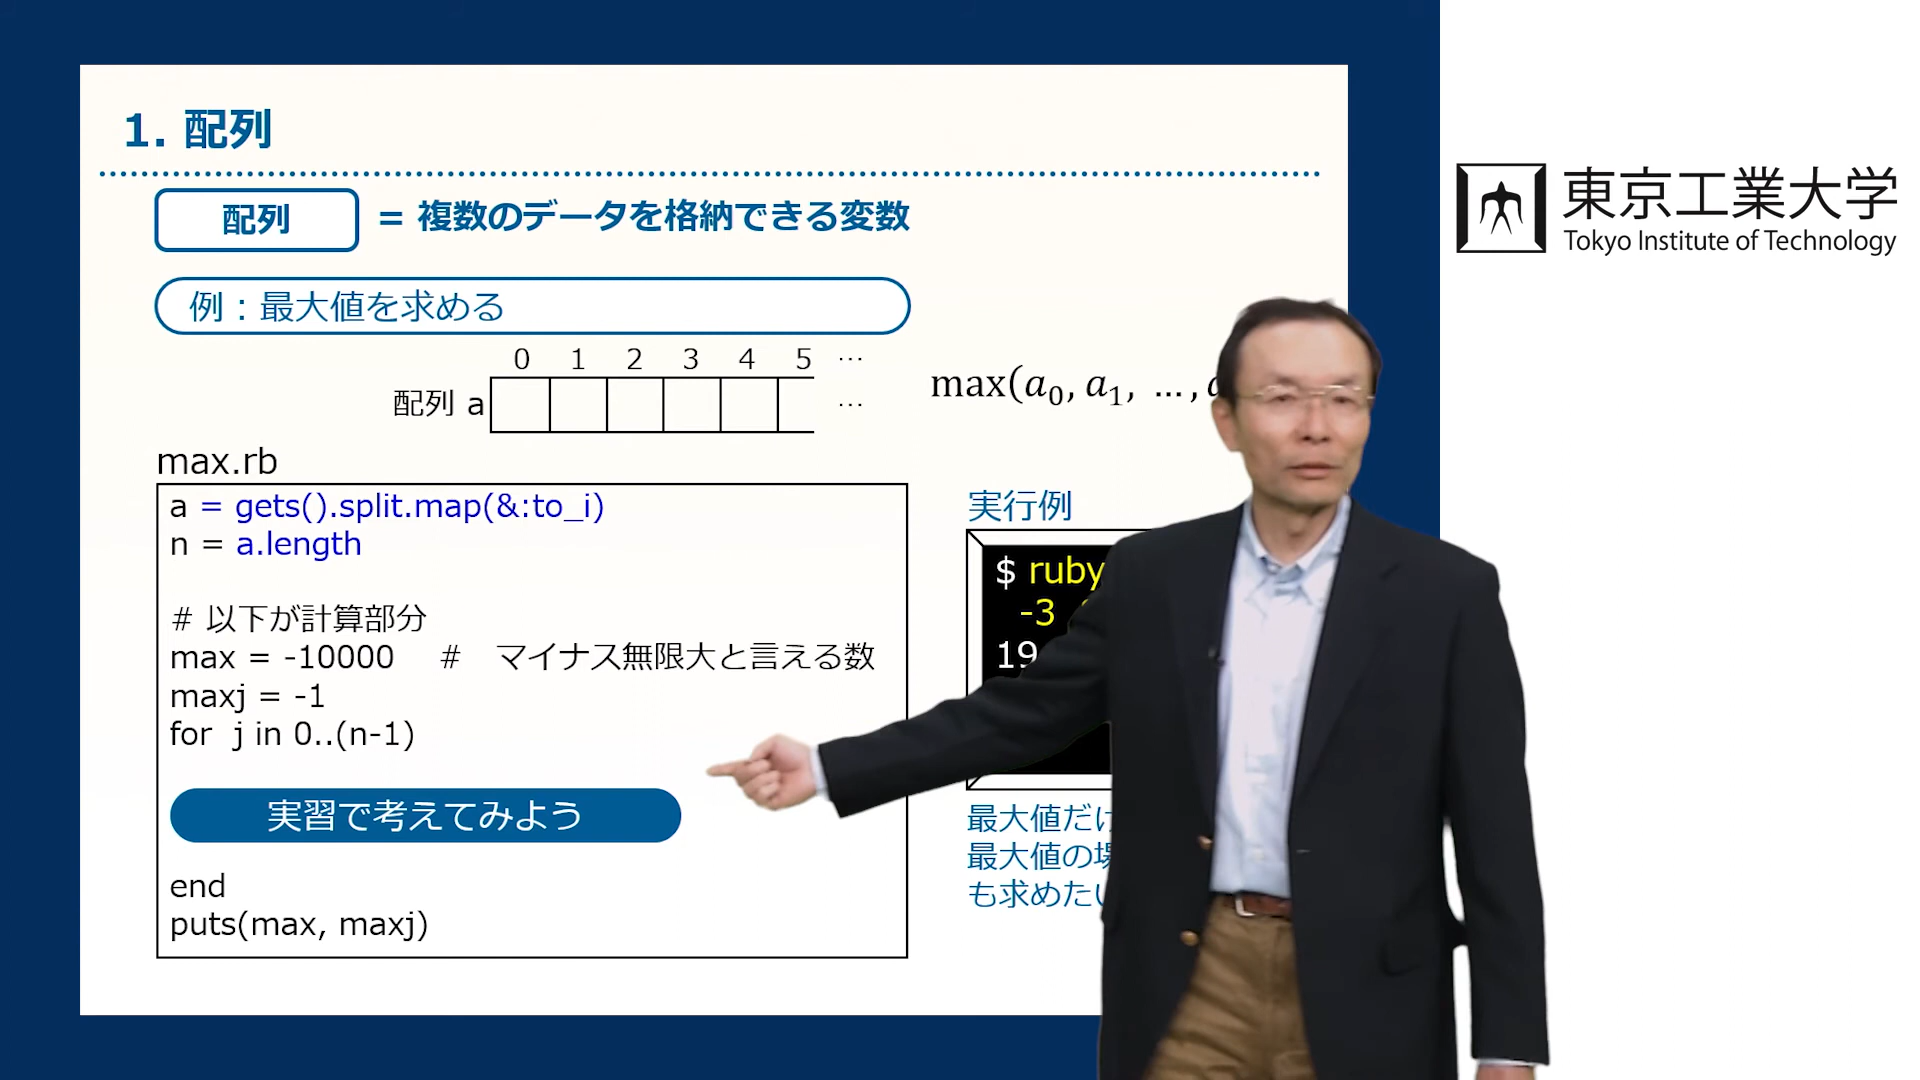 1. 配列
配列 = 複数のデータを格納できる変数
例：最大値を求める
0 1 2 3 4 5 …
配列 a …
max(a₀, a₁, …,
max.rb
a = gets().split.map(&:to_i)
n = a.length
# 以下が計算部分
max = -10000 # マイナス無限大と言える数
maxj = -1
for j in 0..(n-1)
実習で考えてみよう
end
puts(max, maxj)
実行例
$ ruby
-3
19
最大値だけ
最大値の場
も求めたい
東京工業大学
Tokyo Institute of Technology